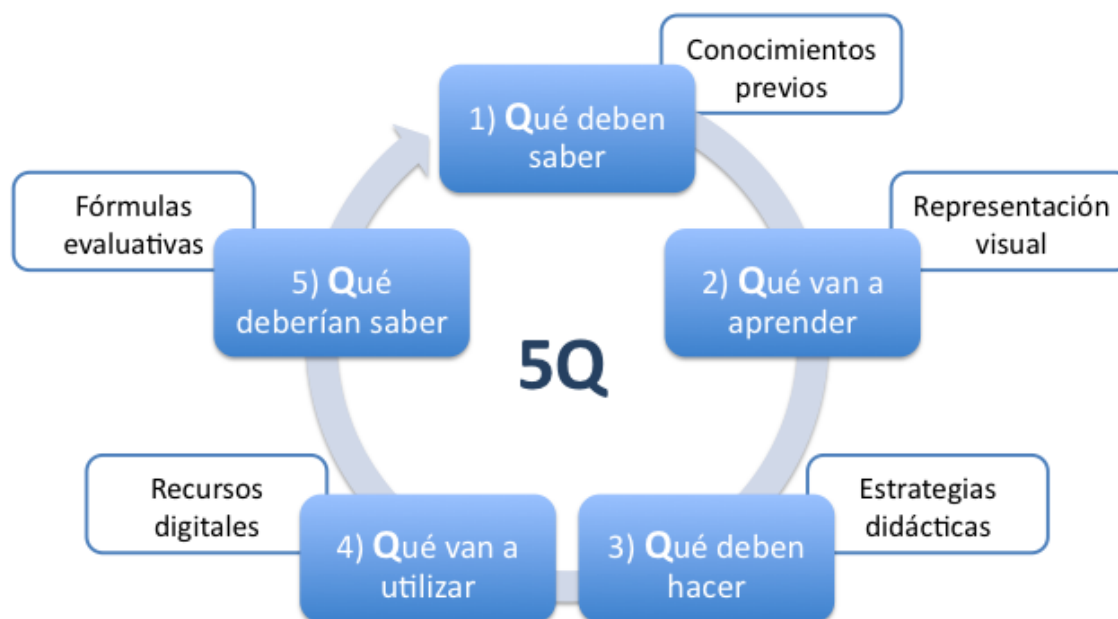 1) Qué deben
saber
Conocimientos
previos
2) Qué van a
aprender
Representación
visual
3) Qué deben
hacer
Estrategias
didácticas
4) Qué van a
utilizar
Recursos
digitales
5) Qué
deberían saber
Fórmulas
evaluativas
5Q